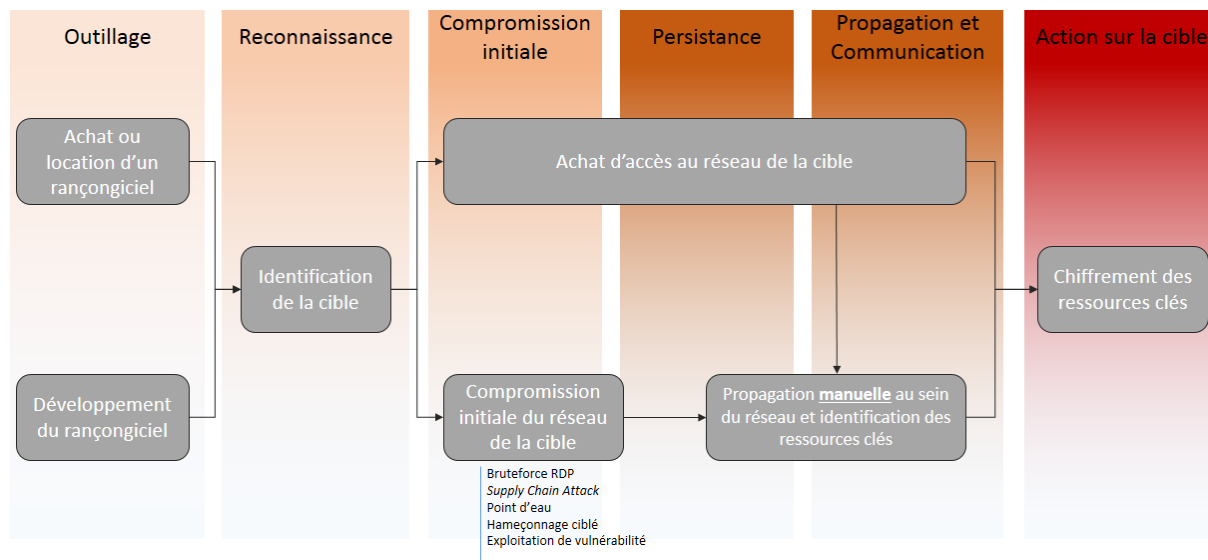 Outillage
Reconnaissance
Compromission
initiale
Persistance
Propagation et
Communication
Action sur la cible
Achat ou
location d’un
rançongiciel
Achat d’accès au réseau de la cible
Identification
de la cible
Chiffrement des
ressources clés
Développement
du rançongiciel
Compromission
initiale du réseau
de la cible
Propagation manuelle au sein
du réseau et identification des
ressources clés
Bruteforce RDP
Supply Chain Attack
Point d’eau
Hameçonnage ciblé
Exploitation de vulnérabilité